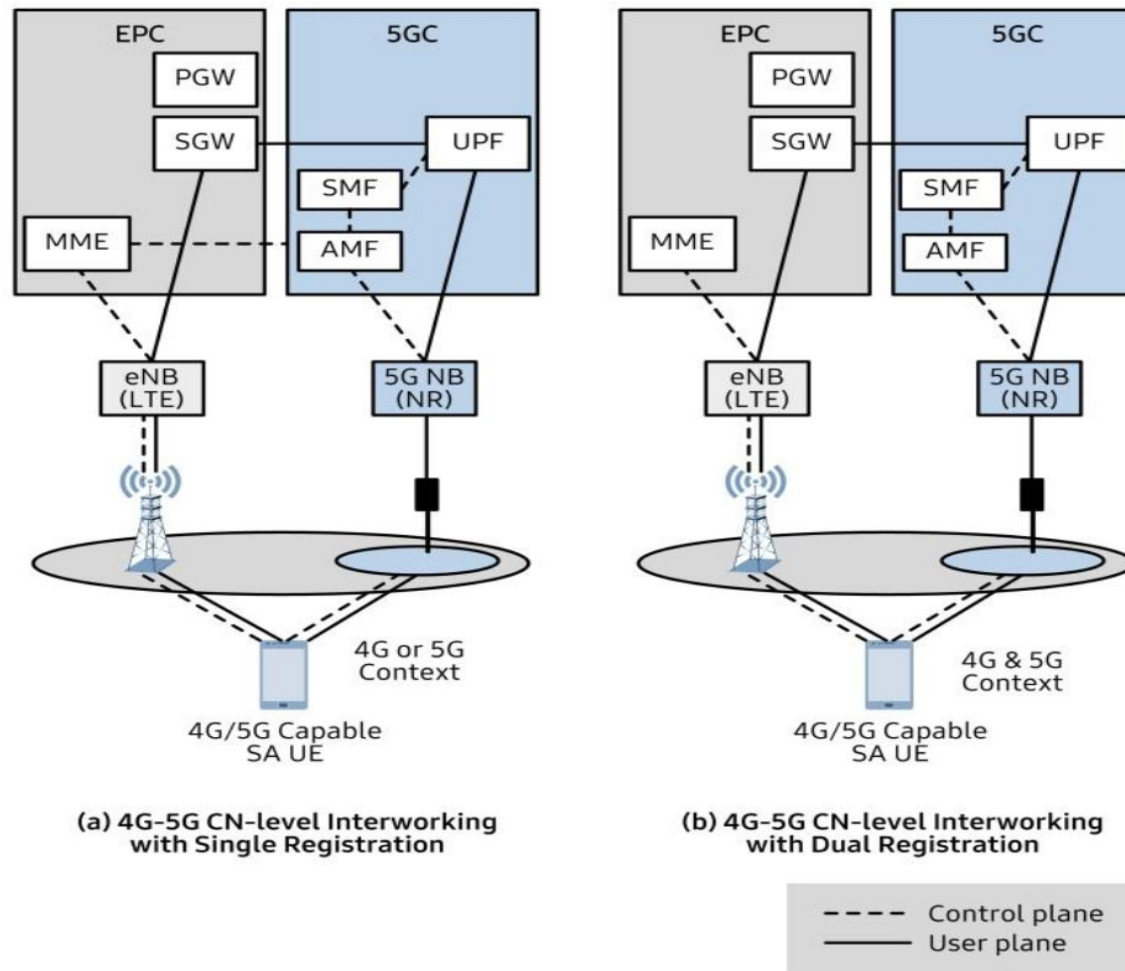 EPC
5GC
PGW
SGW
UPF
SMF
MME
AMF
eNB
(LTE)
5G NB
(NR)
4G or 5G
Context
4G/5G Capable
SA UE
(a) 4G-5G CN-level Interworking
with Single Registration
EPC
5GC
PGW
SGW
UPF
SMF
MME
AMF
eNB
(LTE)
5G NB
(NR)
4G & 5G
Context
4G/5G Capable
SA UE
(b) 4G-5G CN-level Interworking
with Dual Registration
Control plane
User plane